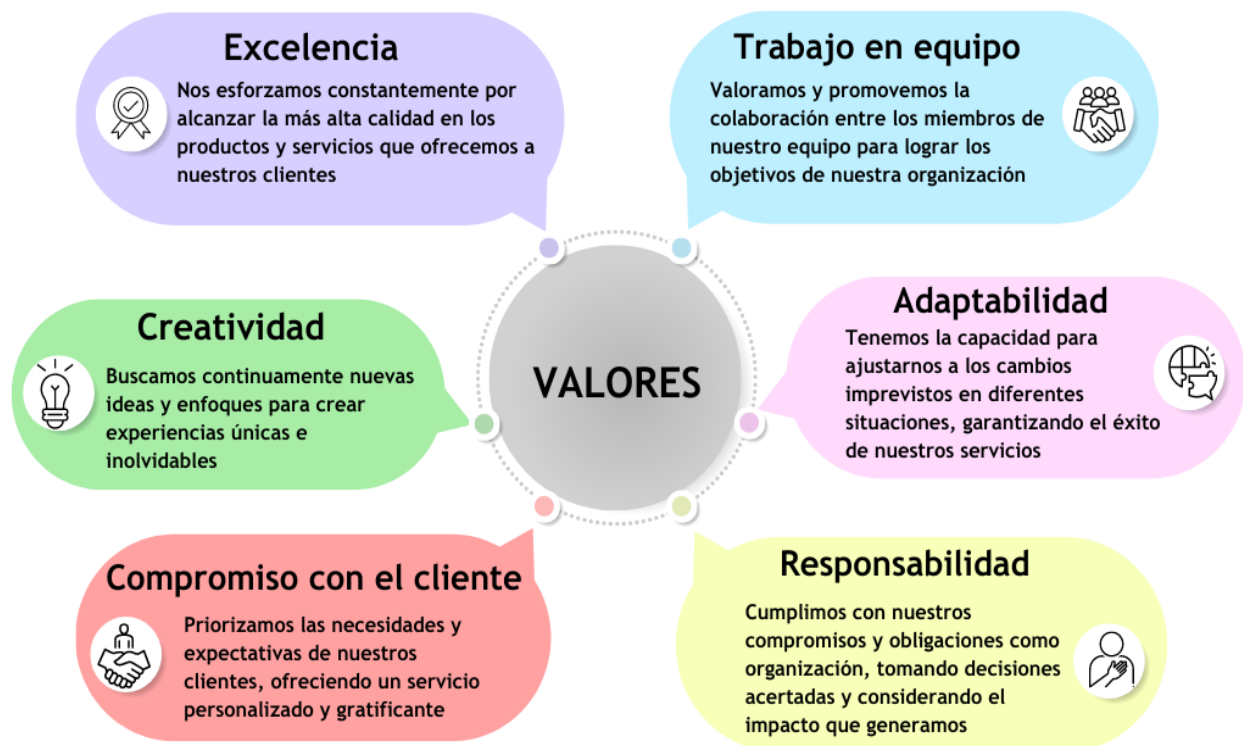 Excelencia
Nos esforzamos constantemente por
alcanzar la más alta calidad en los
productos y servicios que ofrecemos a
nuestros clientes
Trabajo en equipo
Valoramos y promovemos la
colaboración entre los miembros de
nuestro equipo para lograr los
objetivos de nuestra organización
Creatividad
Buscamos continuamente nuevas
ideas y enfoques para crear
experiencias únicas e
inolvidables
VALORES
Adaptabilidad
Tenemos la capacidad para
ajustarnos a los cambios
imprevistos en diferentes
situaciones, garantizando el éxito
de nuestros servicios
Compromiso con el cliente
Priorizamos las necesidades y
expectativas de nuestros
clientes, ofreciendo un servicio
personalizado y gratificante
Responsabilidad
Cumplimos con nuestros
compromisos y obligaciones como
organización, tomando decisiones
acertadas y considerando el
impacto que generamos